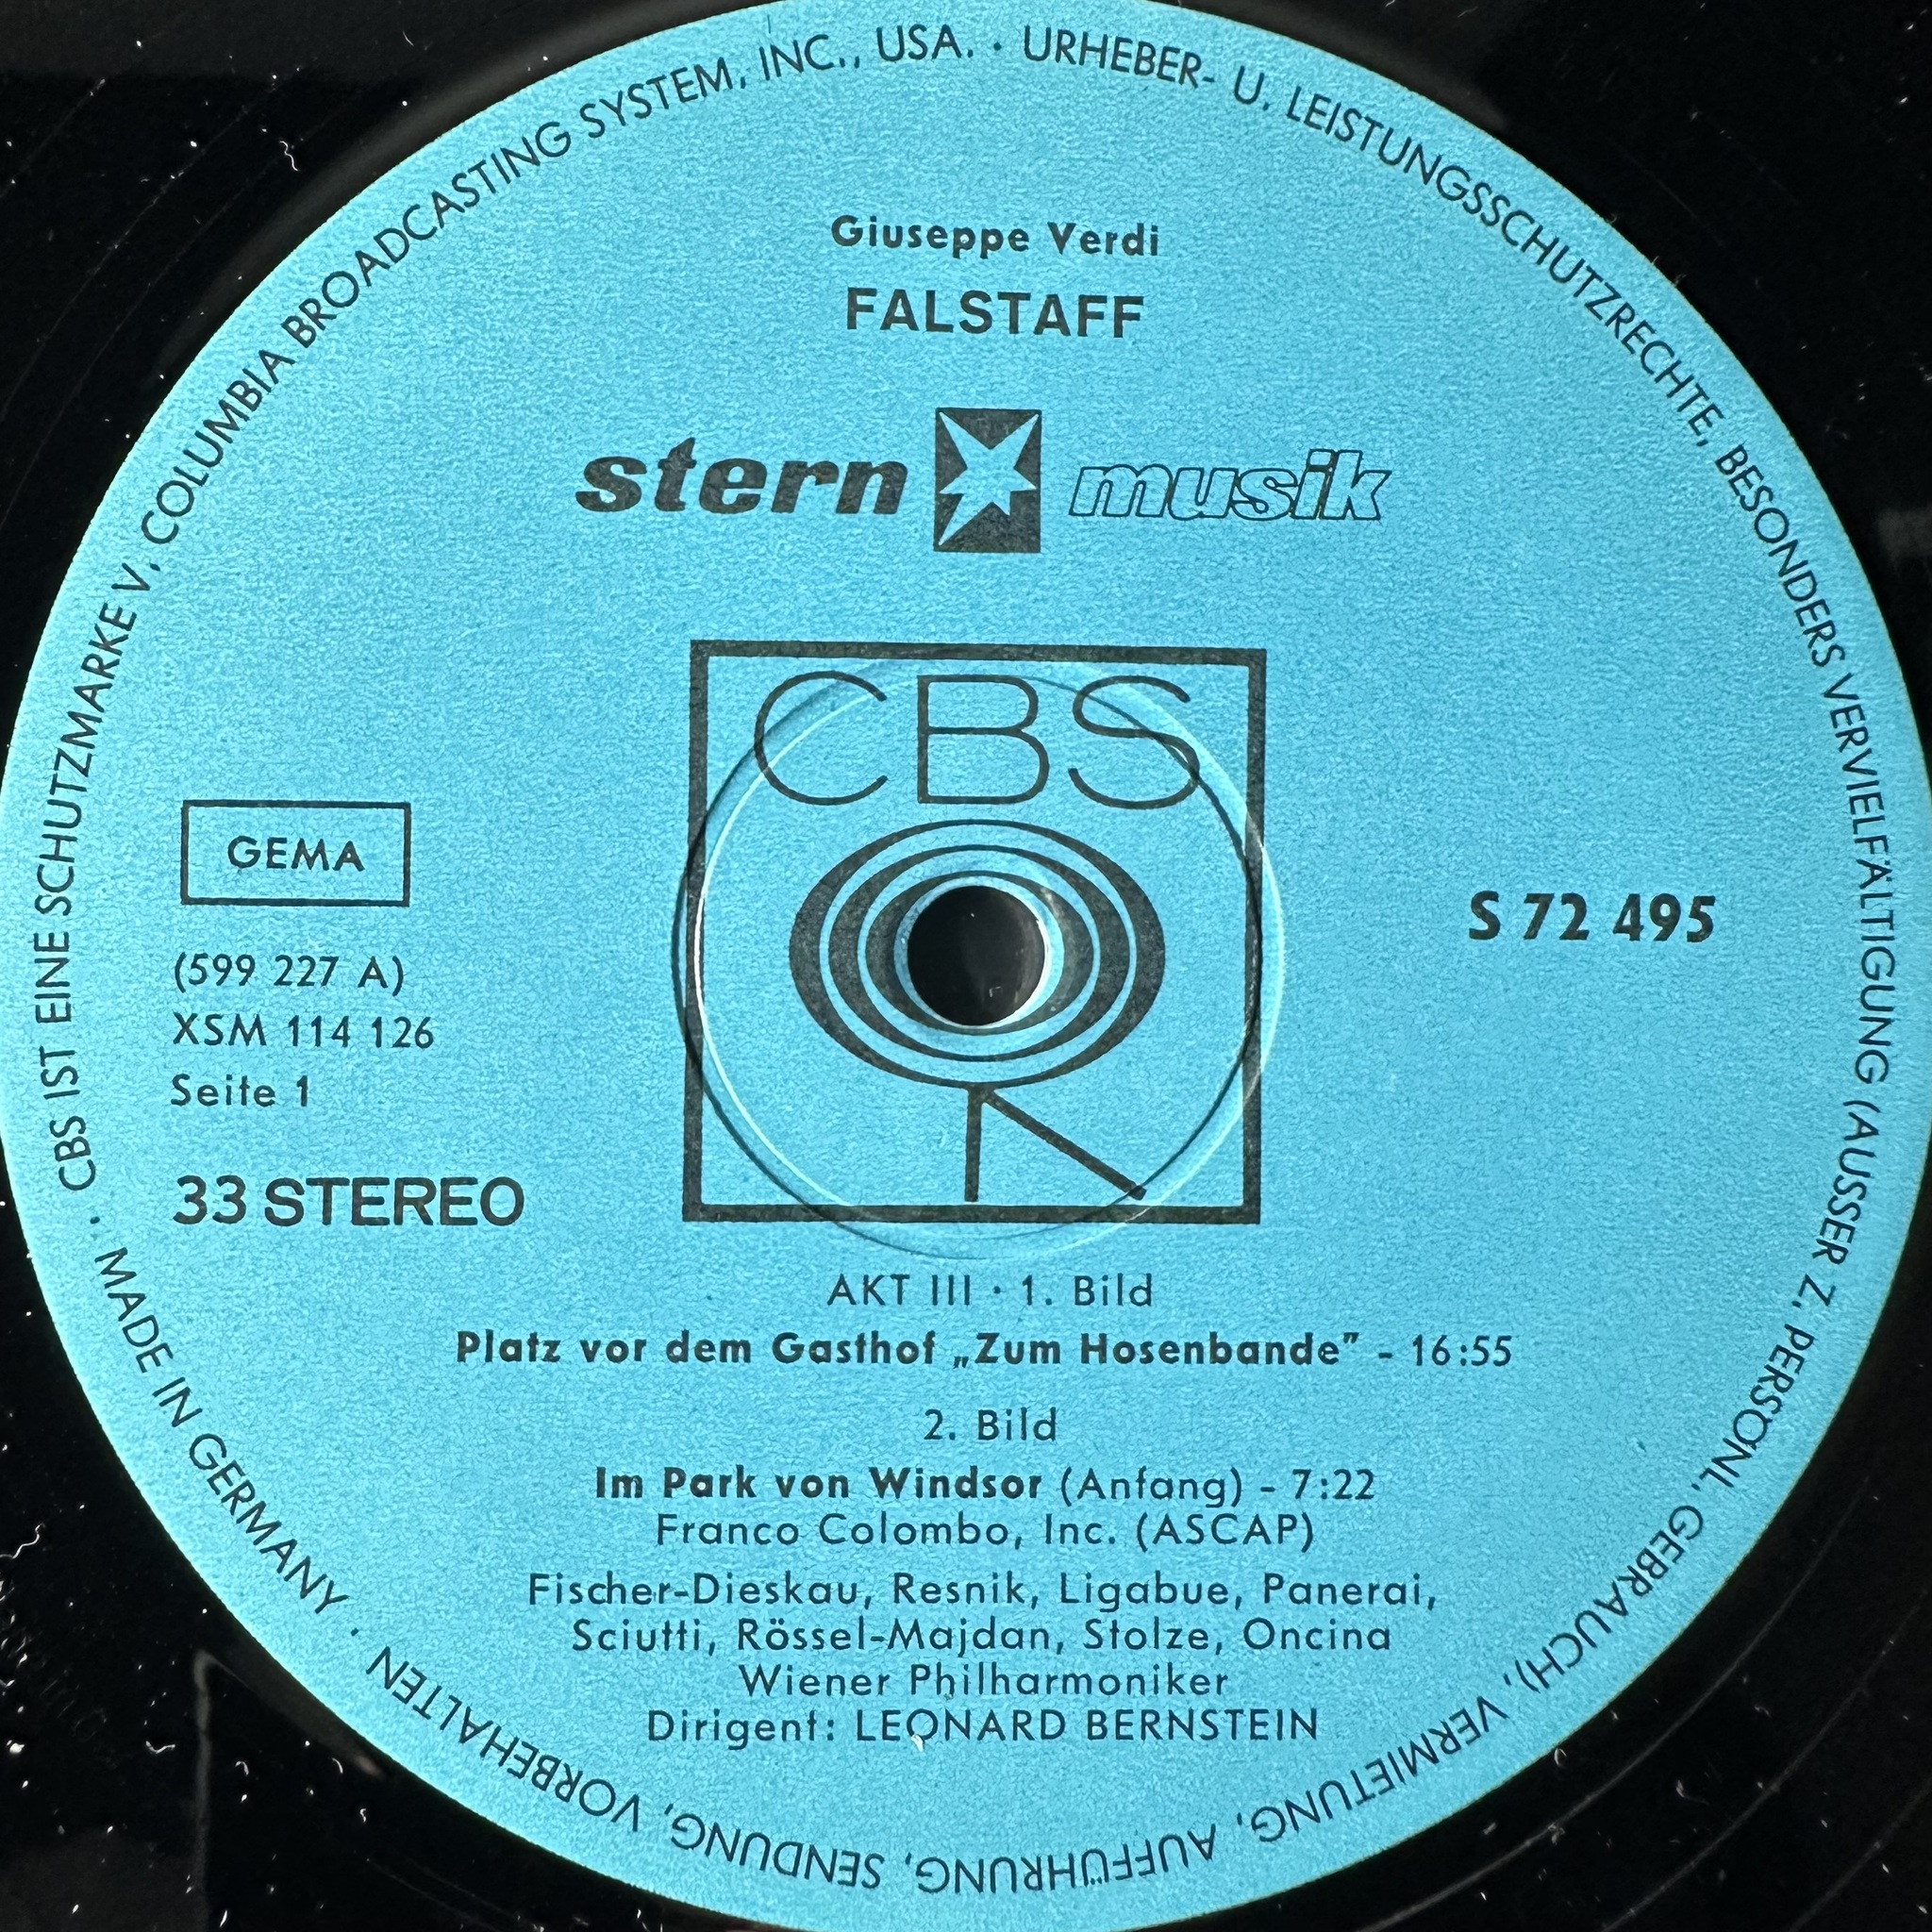 Giuseppe Verdi
FALSTAFF
stern musik
CBS
GEMA
(599 227 A)
XSM 114 126
Seite 1
33 STEREO
S 72 495
AKT III · 1. Bild
Platz vor dem Gasthof „Zum Hosenbande” - 16:55
2. Bild
Im Park von Windsor (Anfang) - 7:22
Franco Colombo, Inc. (ASCAP)
Fischer-Dieskau, Resnik, Ligabue, Panerai,
Sciutti, Rössel-Majdan, Stolze, Oncina
Wiener Philharmoniker
Dirigent: LEONARD BERNSTEIN
CBS IST EINE SCHUTZMARKE V. COLUMBIA BROADCASTING SYSTEM, INC., USA. · URHEBER- U. LEISTUNGSSCHUTZRECHTE, BESONDERS VERVIELFÄLTIGUNG (AUSSER Z. PERSÖNL. GEBRAUCH), VERMIETUNG, AUFFÜHRUNG, SENDUNG, VORBEHALTEN · MADE IN GERMANY ·